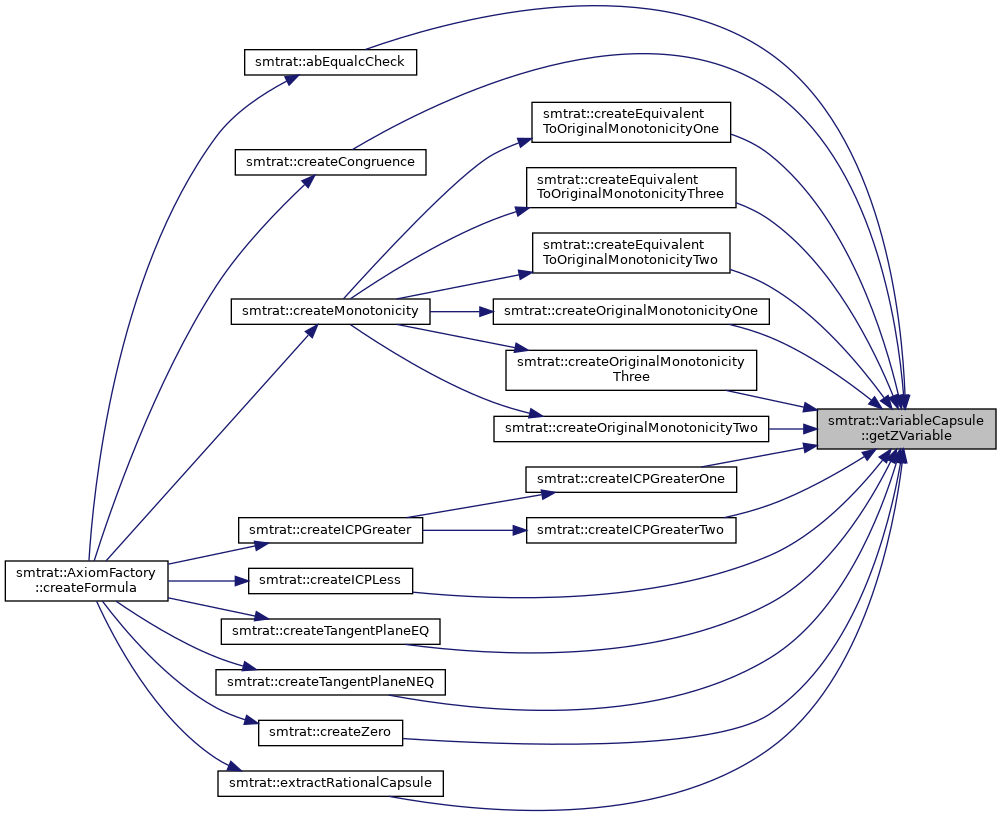 smtrat::abEqualcCheck
smtrat::createCongruence
smtrat::createEquivalent
ToOriginalMonotonicityOne
smtrat::createEquivalent
ToOriginalMonotonicityThree
smtrat::createEquivalent
ToOriginalMonotonicityTwo
smtrat::createMonotonicity
smtrat::createOriginalMonotonicityOne
smtrat::createOriginalMonotonicity
Three
smtrat::createOriginalMonotonicityTwo
smtrat::VariableCapsule
::getZVariable
smtrat::createICPGreaterOne
smtrat::createICPGreater
smtrat::createICPGreaterTwo
smtrat::AxiomFactory
::createFormula
smtrat::createICPLess
smtrat::createTangentPlaneEQ
smtrat::createTangentPlaneNEQ
smtrat::createZero
smtrat::extractRationalCapsule